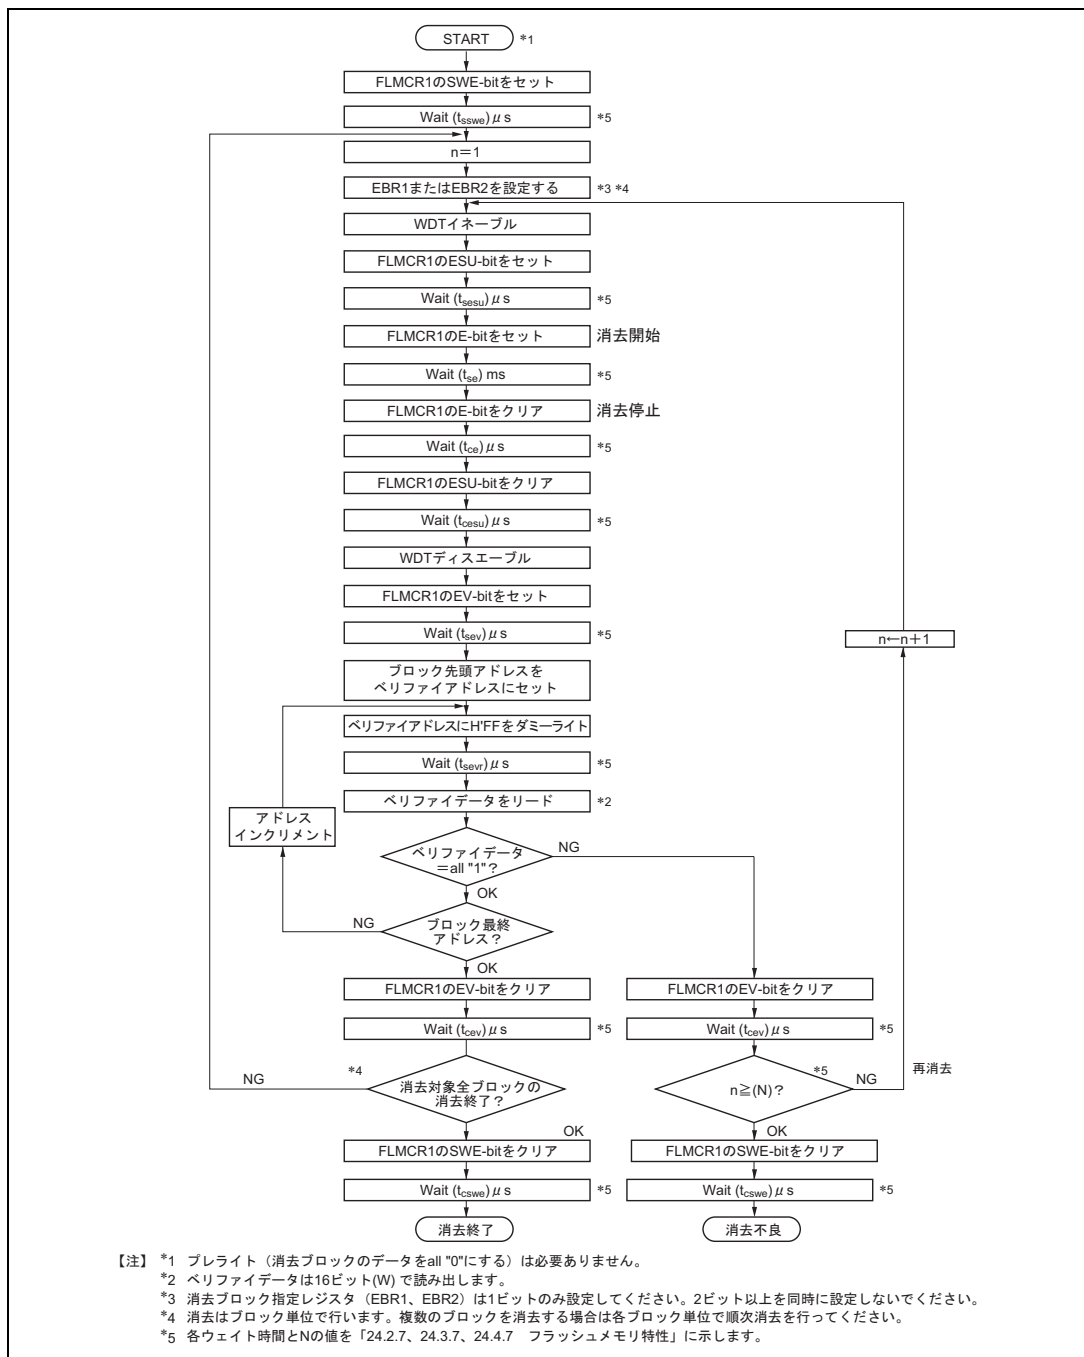 START *1
FLMCR1のSWE-bitをセット
Wait (tsswe) μ s *5
n＝1
EBR1またはEBR2を設定する *3 *4
WDTイネーブル
FLMCR1のESU-bitをセット
Wait (tsesu) μ s *5
FLMCR1のE-bitをセット 消去開始
Wait (tse) ms *5
FLMCR1のE-bitをクリア 消去停止
Wait (tce) μ s *5
FLMCR1のESU-bitをクリア
Wait (tcesu) μ s *5
WDTディスエーブル
FLMCR1のEV-bitをセット
Wait (tsev) μ s *5
n←n＋1
ブロック先頭アドレスを
ベリファイアドレスにセット
ベリファイアドレスにH'FFをダミーライト
Wait (tsevr) μ s *5
ベリファイデータをリード *2
アドレス
インクリメント
ベリファイデータ
＝all "1"？
NG
OK
ブロック最終
アドレス？
NG
OK
FLMCR1のEV-bitをクリア
Wait (tcev) μ s *5
消去対象全ブロックの
消去終了？
*4
NG
OK
FLMCR1のSWE-bitをクリア
Wait (tcswe) μ s *5
消去終了
FLMCR1のEV-bitをクリア
Wait (tcev) μ s *5
n≧(N)？
*5
NG
再消去
OK
FLMCR1のSWE-bitをクリア
Wait (tcswe) μ s *5
消去不良
【注】 *1 プレライト（消去ブロックのデータをall "0"にする）は必要ありません。
*2 ベリファイデータは16ビット(W) で読み出します。
*3 消去ブロック指定レジスタ（EBR1、EBR2）は1ビットのみ設定してください。2ビット以上を同時に設定しないでください。
*4 消去はブロック単位で行います。複数のブロックを消去する場合は各ブロック単位で順次消去を行ってください。
*5 各ウェイト時間とNの値を「24.2.7、24.3.7、24.4.7 フラッシュメモリ特性」に示します。